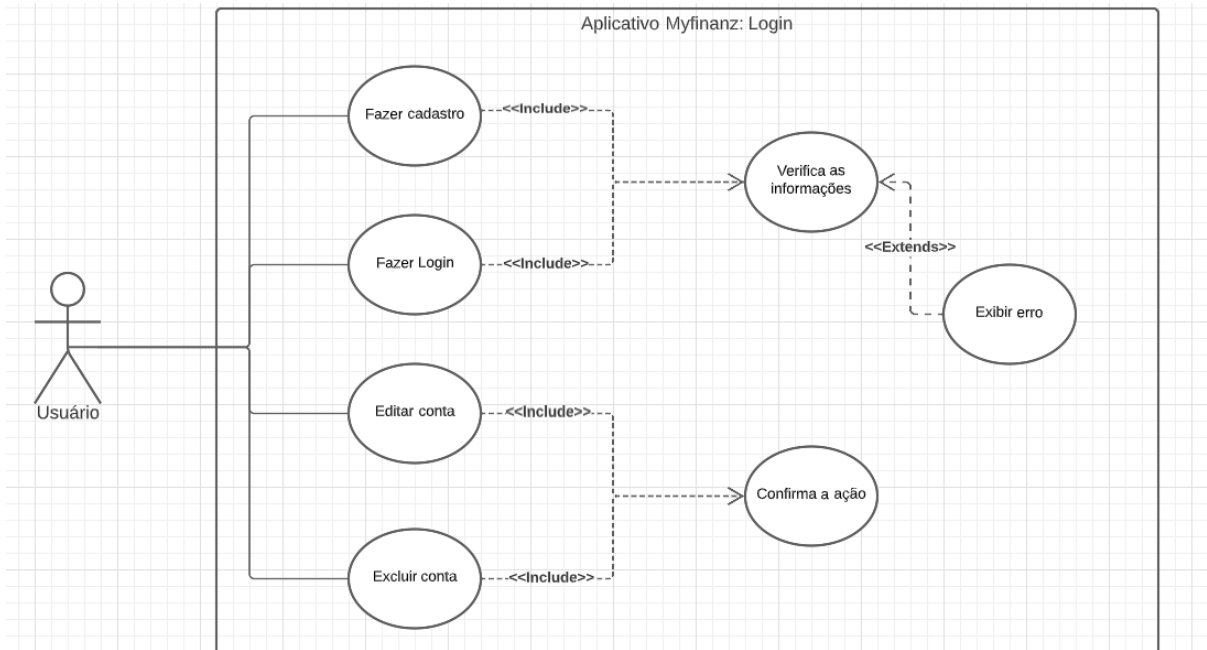 Aplicativo Myfinanz: Login
Fazer cadastro
<<Include>>
Verifica as
informações
Fazer Login
<<Include>>
<<Extends>>
Exibir erro
Usuário
Editar conta
<<Include>>
Confirma a ação
Excluir conta
<<Include>>